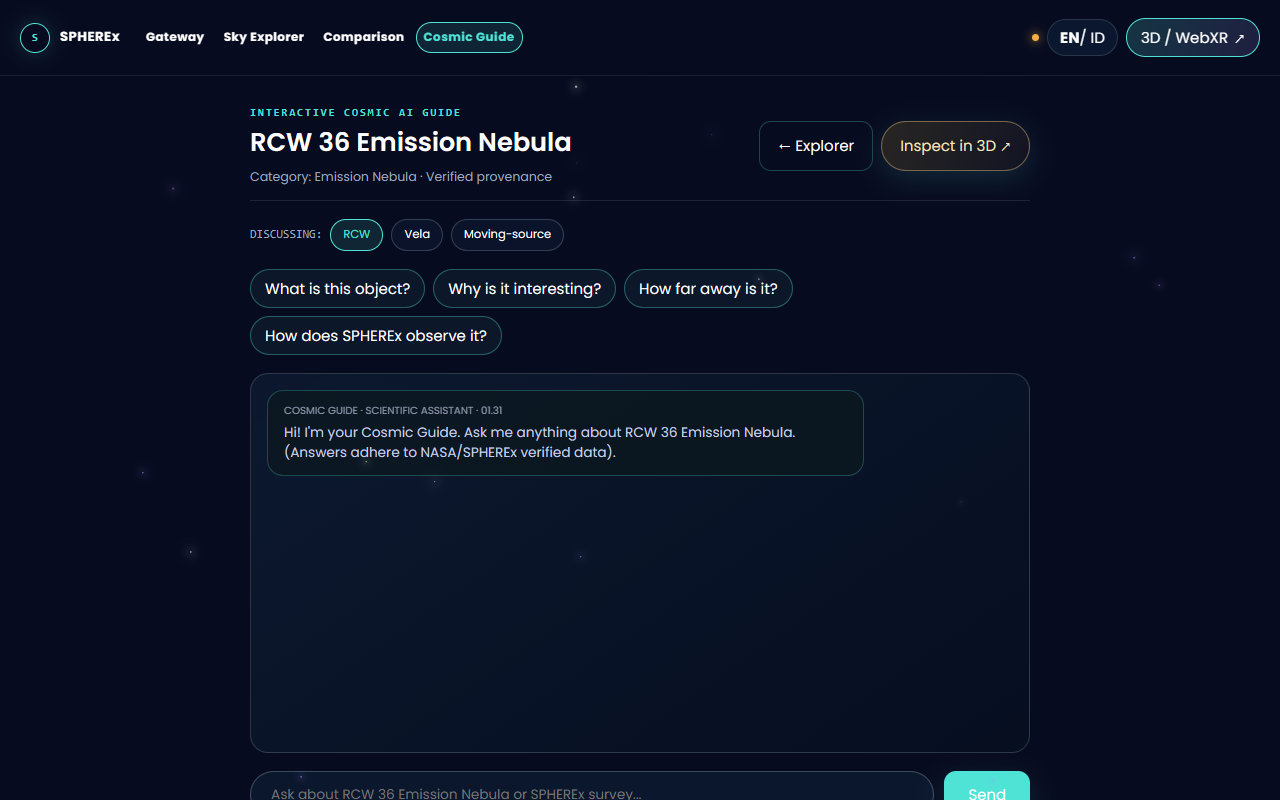 S SPHEREx Gateway Sky Explorer Comparison Cosmic Guide EN/ ID 3D / WebXR ↗
INTERACTIVE COSMIC AI GUIDE
RCW 36 Emission Nebula
Category: Emission Nebula · Verified provenance
← Explorer Inspect in 3D ↗
DISCUSSING: RCW Vela Moving-source
What is this object? Why is it interesting? How far away is it?
How does SPHEREx observe it?
COSMIC GUIDE · SCIENTIFIC ASSISTANT · 01.31
Hi! I'm your Cosmic Guide. Ask me anything about RCW 36 Emission Nebula.
(Answers adhere to NASA/SPHEREx verified data).
Ask about RCW 36 Emission Nebula or SPHEREx survey... Send